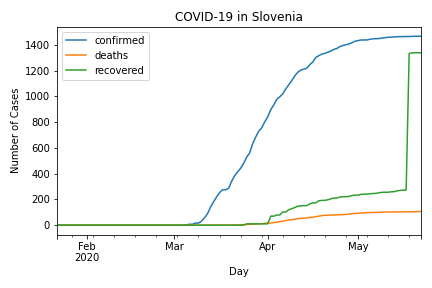 COVID-19 in Slovenia
confirmed
deaths
recovered
Number of Cases
1400
1200
1000
800
600
400
200
0
Feb
2020
Mar
Apr
May
Day